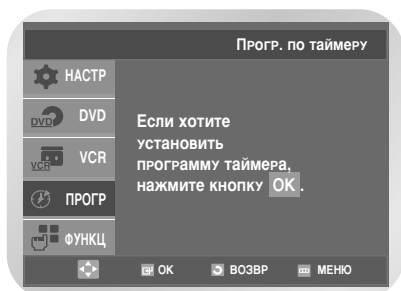 Прогр. по таймеру
НАСТР
DVD DVD
VCR VCR
ПРОГР
ФУНКЦ
Если хотите
установить
программу таймера,
нажмите кнопку OK.
OK ВОЗВР МЕНЮ